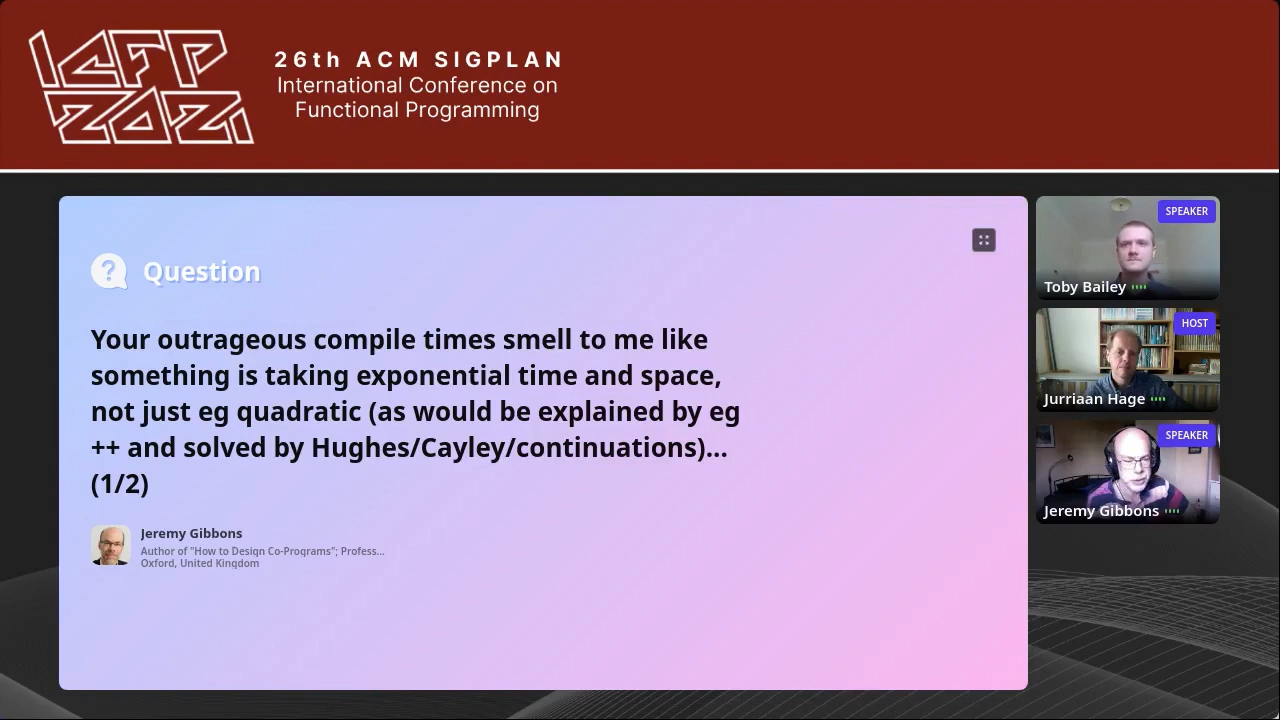 ICFP
2021
26th ACM SIGPLAN
International Conference on
Functional Programming
Question
Your outrageous compile times smell to me like
something is taking exponential time and space,
not just eg quadratic (as would be explained by eg
++ and solved by Hughes/Cayley/continuations)...
(1/2)
Jeremy Gibbons
Author of "How to Design Co-Programs"; Profess...
Oxford, United Kingdom
SPEAKER
Toby Bailey
HOST
Jurriaan Hage
SPEAKER
Jeremy Gibbons